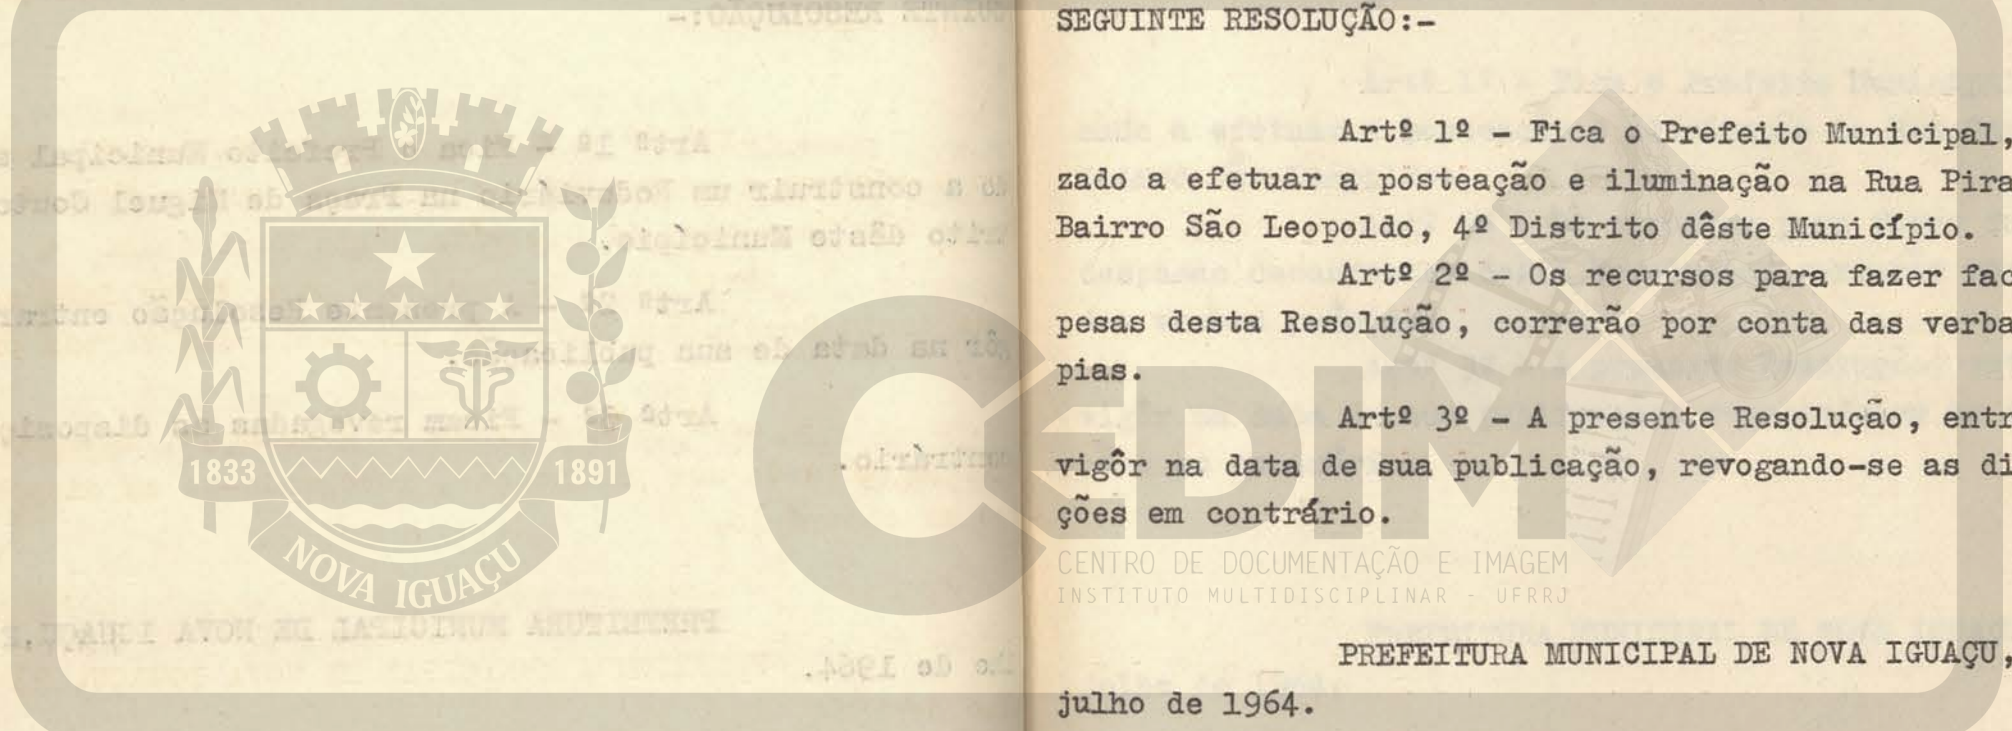 SEGUINTE RESOLUÇÃO:-
Artº 1º - Fica o Prefeito Municipal,
zado a efetuar a posteação e iluminação na Rua Pira
Bairro São Leopoldo, 4º Distrito dêste Município.
Artº 2º - Os recursos para fazer fac
pesas desta Resolução, correrão por conta das verba
pias.
Artº 3º - A presente Resolução, entr
vigôr na data de sua publicação, revogando-se as di
ções em contrário.
PREFEITURA MUNICIPAL DE NOVA IGUAÇU,
julho de 1964.
1833
1891
NOVA IGUAÇU
CEDIM
CENTRO DE DOCUMENTAÇÃO E IMAGEM
INSTITUTO MULTIDISCIPLINAR - UFRRJ